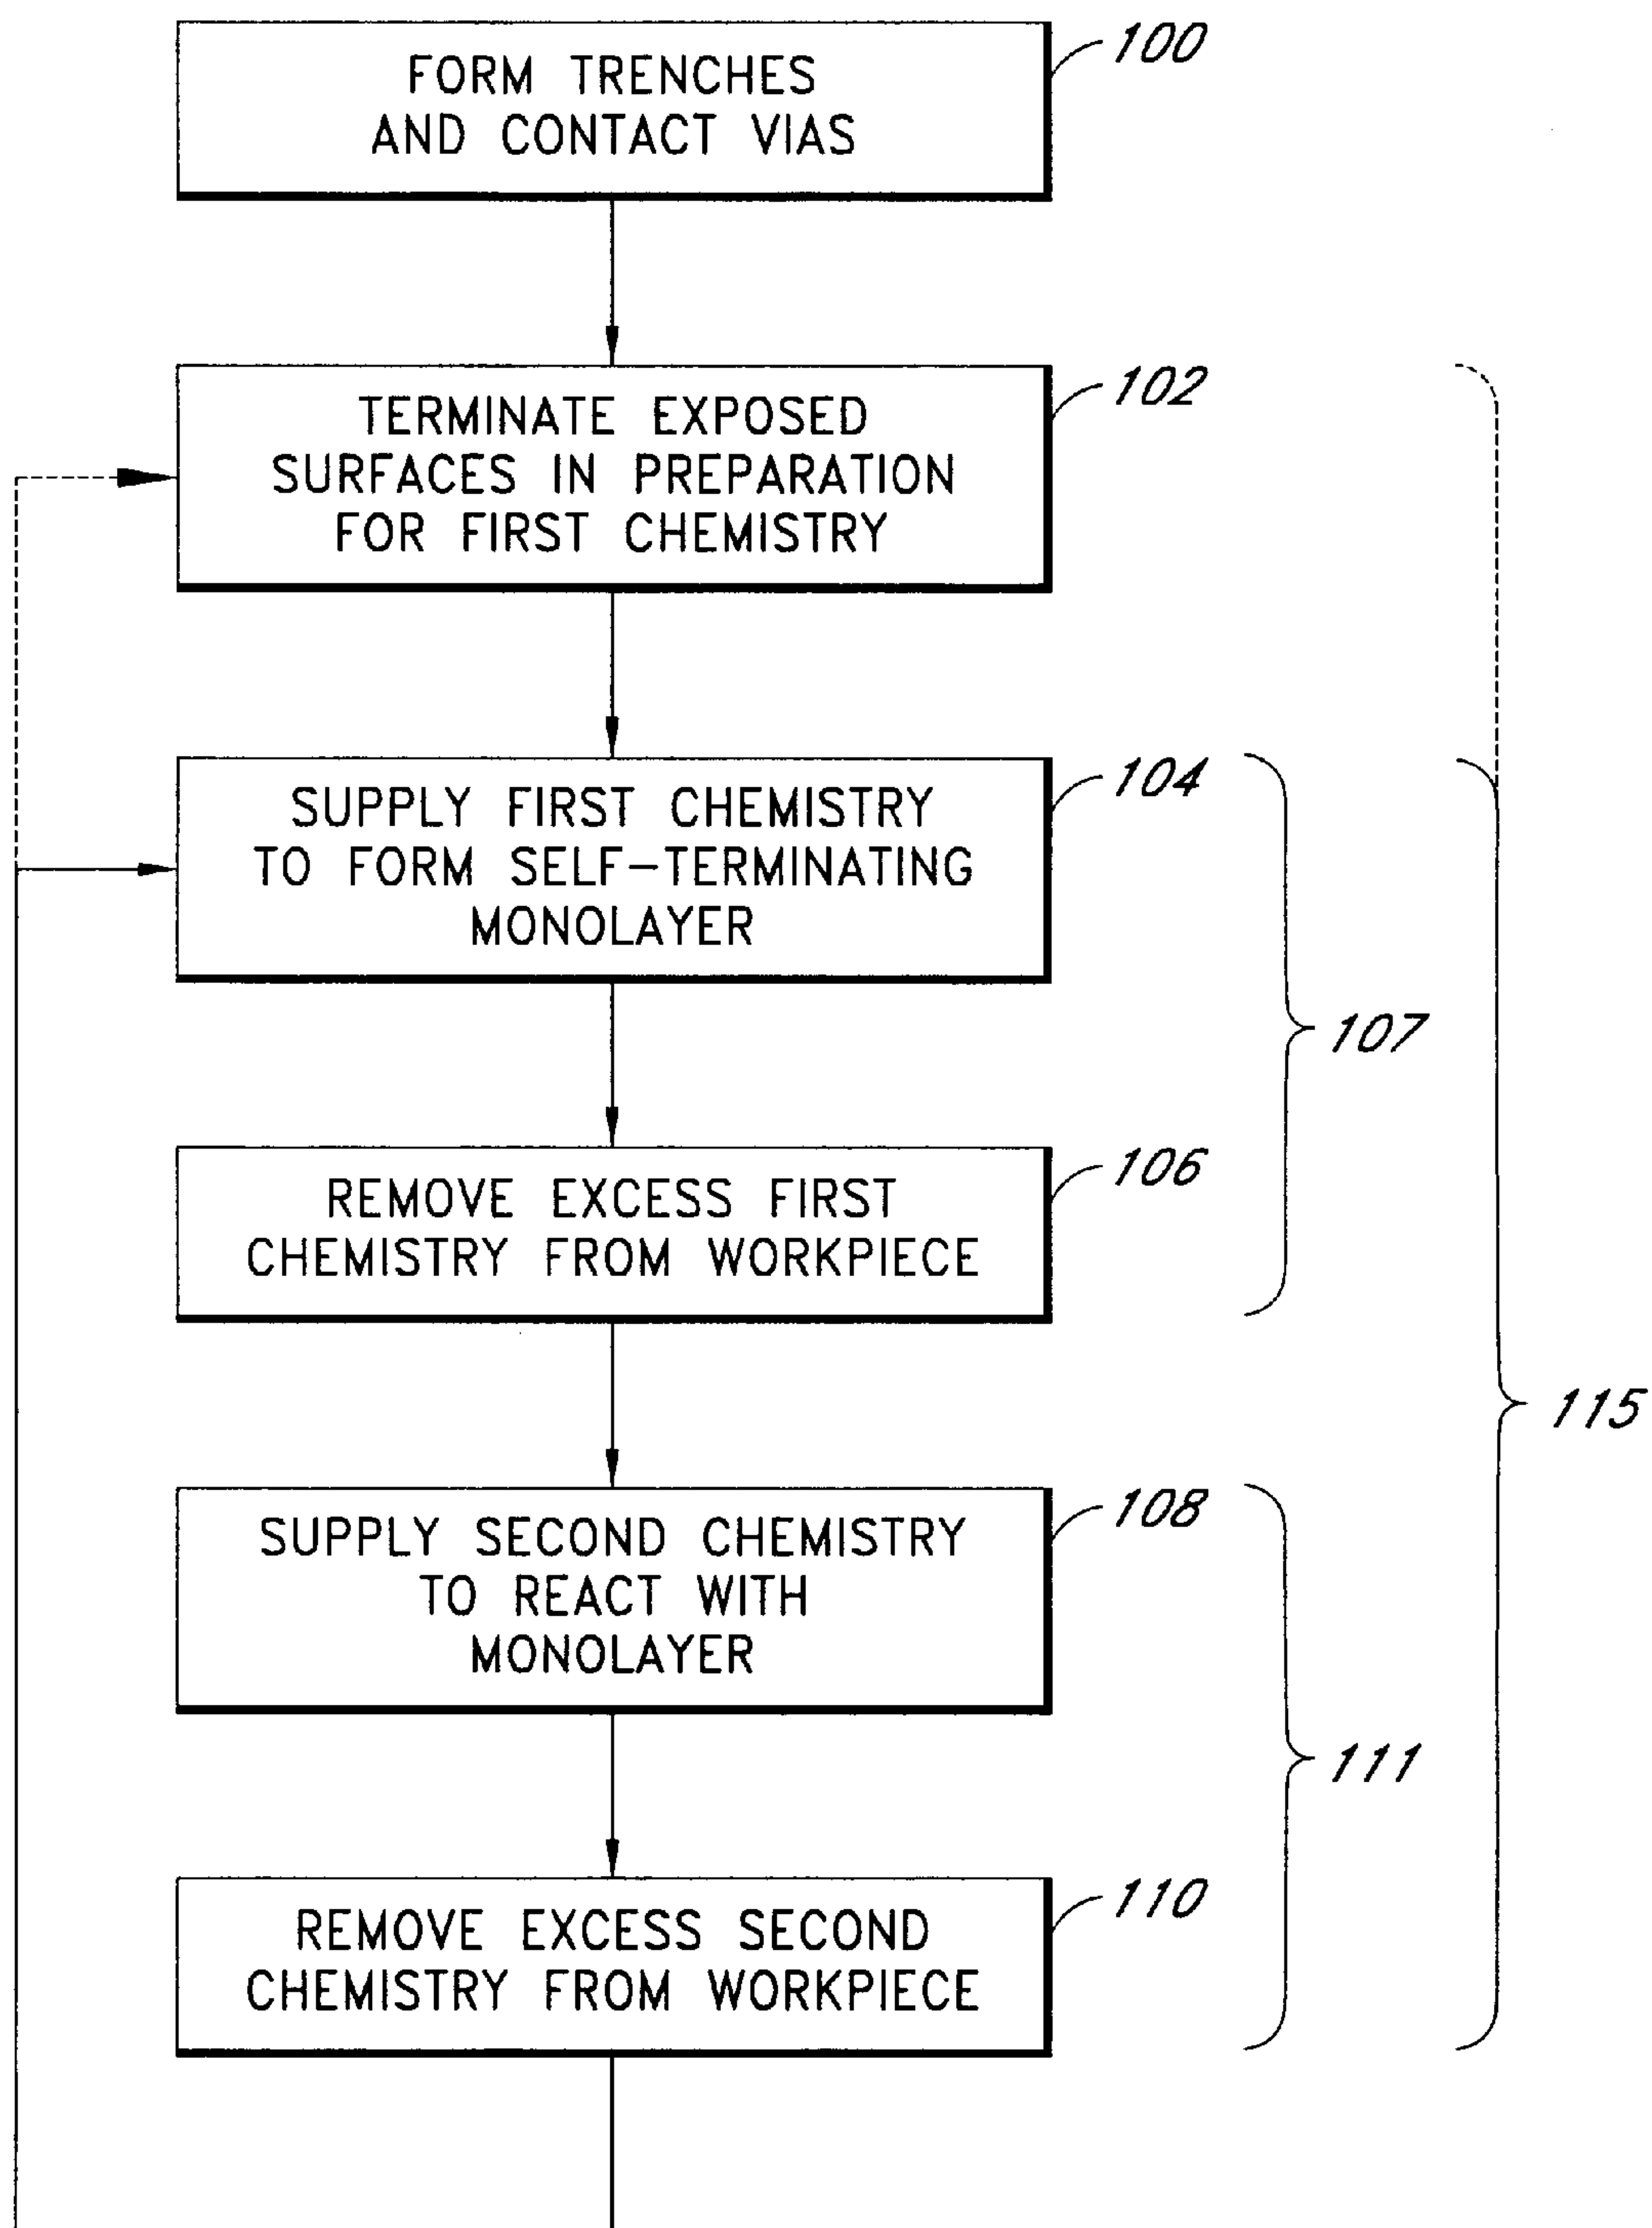 FORM TRENCHES
AND CONTACT VIAS
100
TERMINATE EXPOSED
SURFACES IN PREPARATION
FOR FIRST CHEMISTRY
102
SUPPLY FIRST CHEMISTRY
TO FORM SELF-TERMINATING
MONOLAYER
104
107
REMOVE EXCESS FIRST
CHEMISTRY FROM WORKPIECE
106
115
SUPPLY SECOND CHEMISTRY
TO REACT WITH
MONOLAYER
108
111
REMOVE EXCESS SECOND
CHEMISTRY FROM WORKPIECE
110